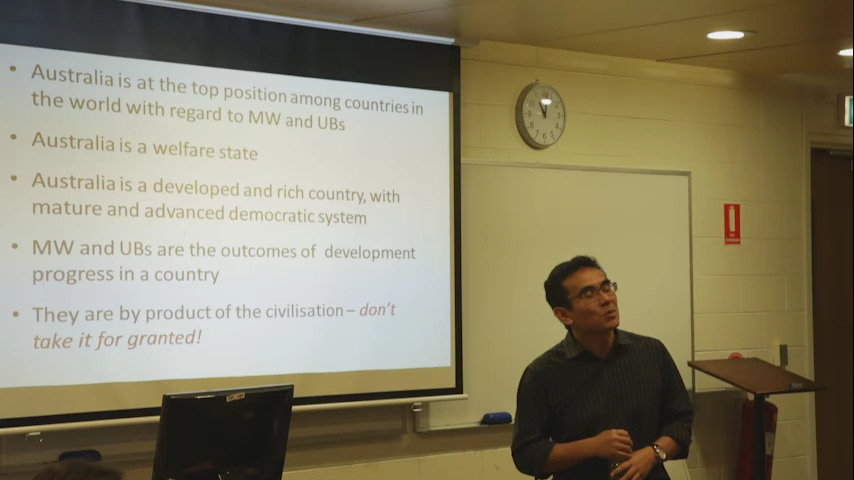 • Australia is at the top position among countries in
the world with regard to MW and UBs
• Australia is a welfare state
• Australia is a developed and rich country, with
mature and advanced democratic system
• MW and UBs are the outcomes of development
progress in a country
• They are by product of the civilisation – don't
take it for granted!